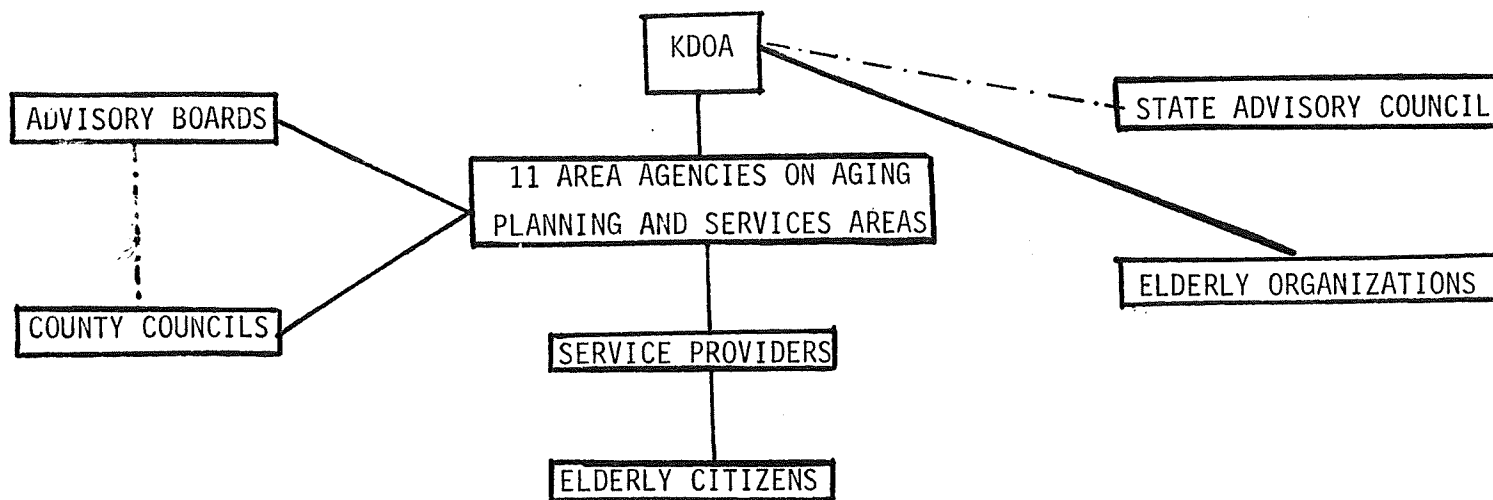 KDOA
ADVISORY BOARDS
STATE ADVISORY COUNCIL
11 AREA AGENCIES ON AGING
PLANNING AND SERVICES AREAS
ELDERLY ORGANIZATIONS
COUNTY COUNCILS
SERVICE PROVIDERS
ELDERLY CITIZENS